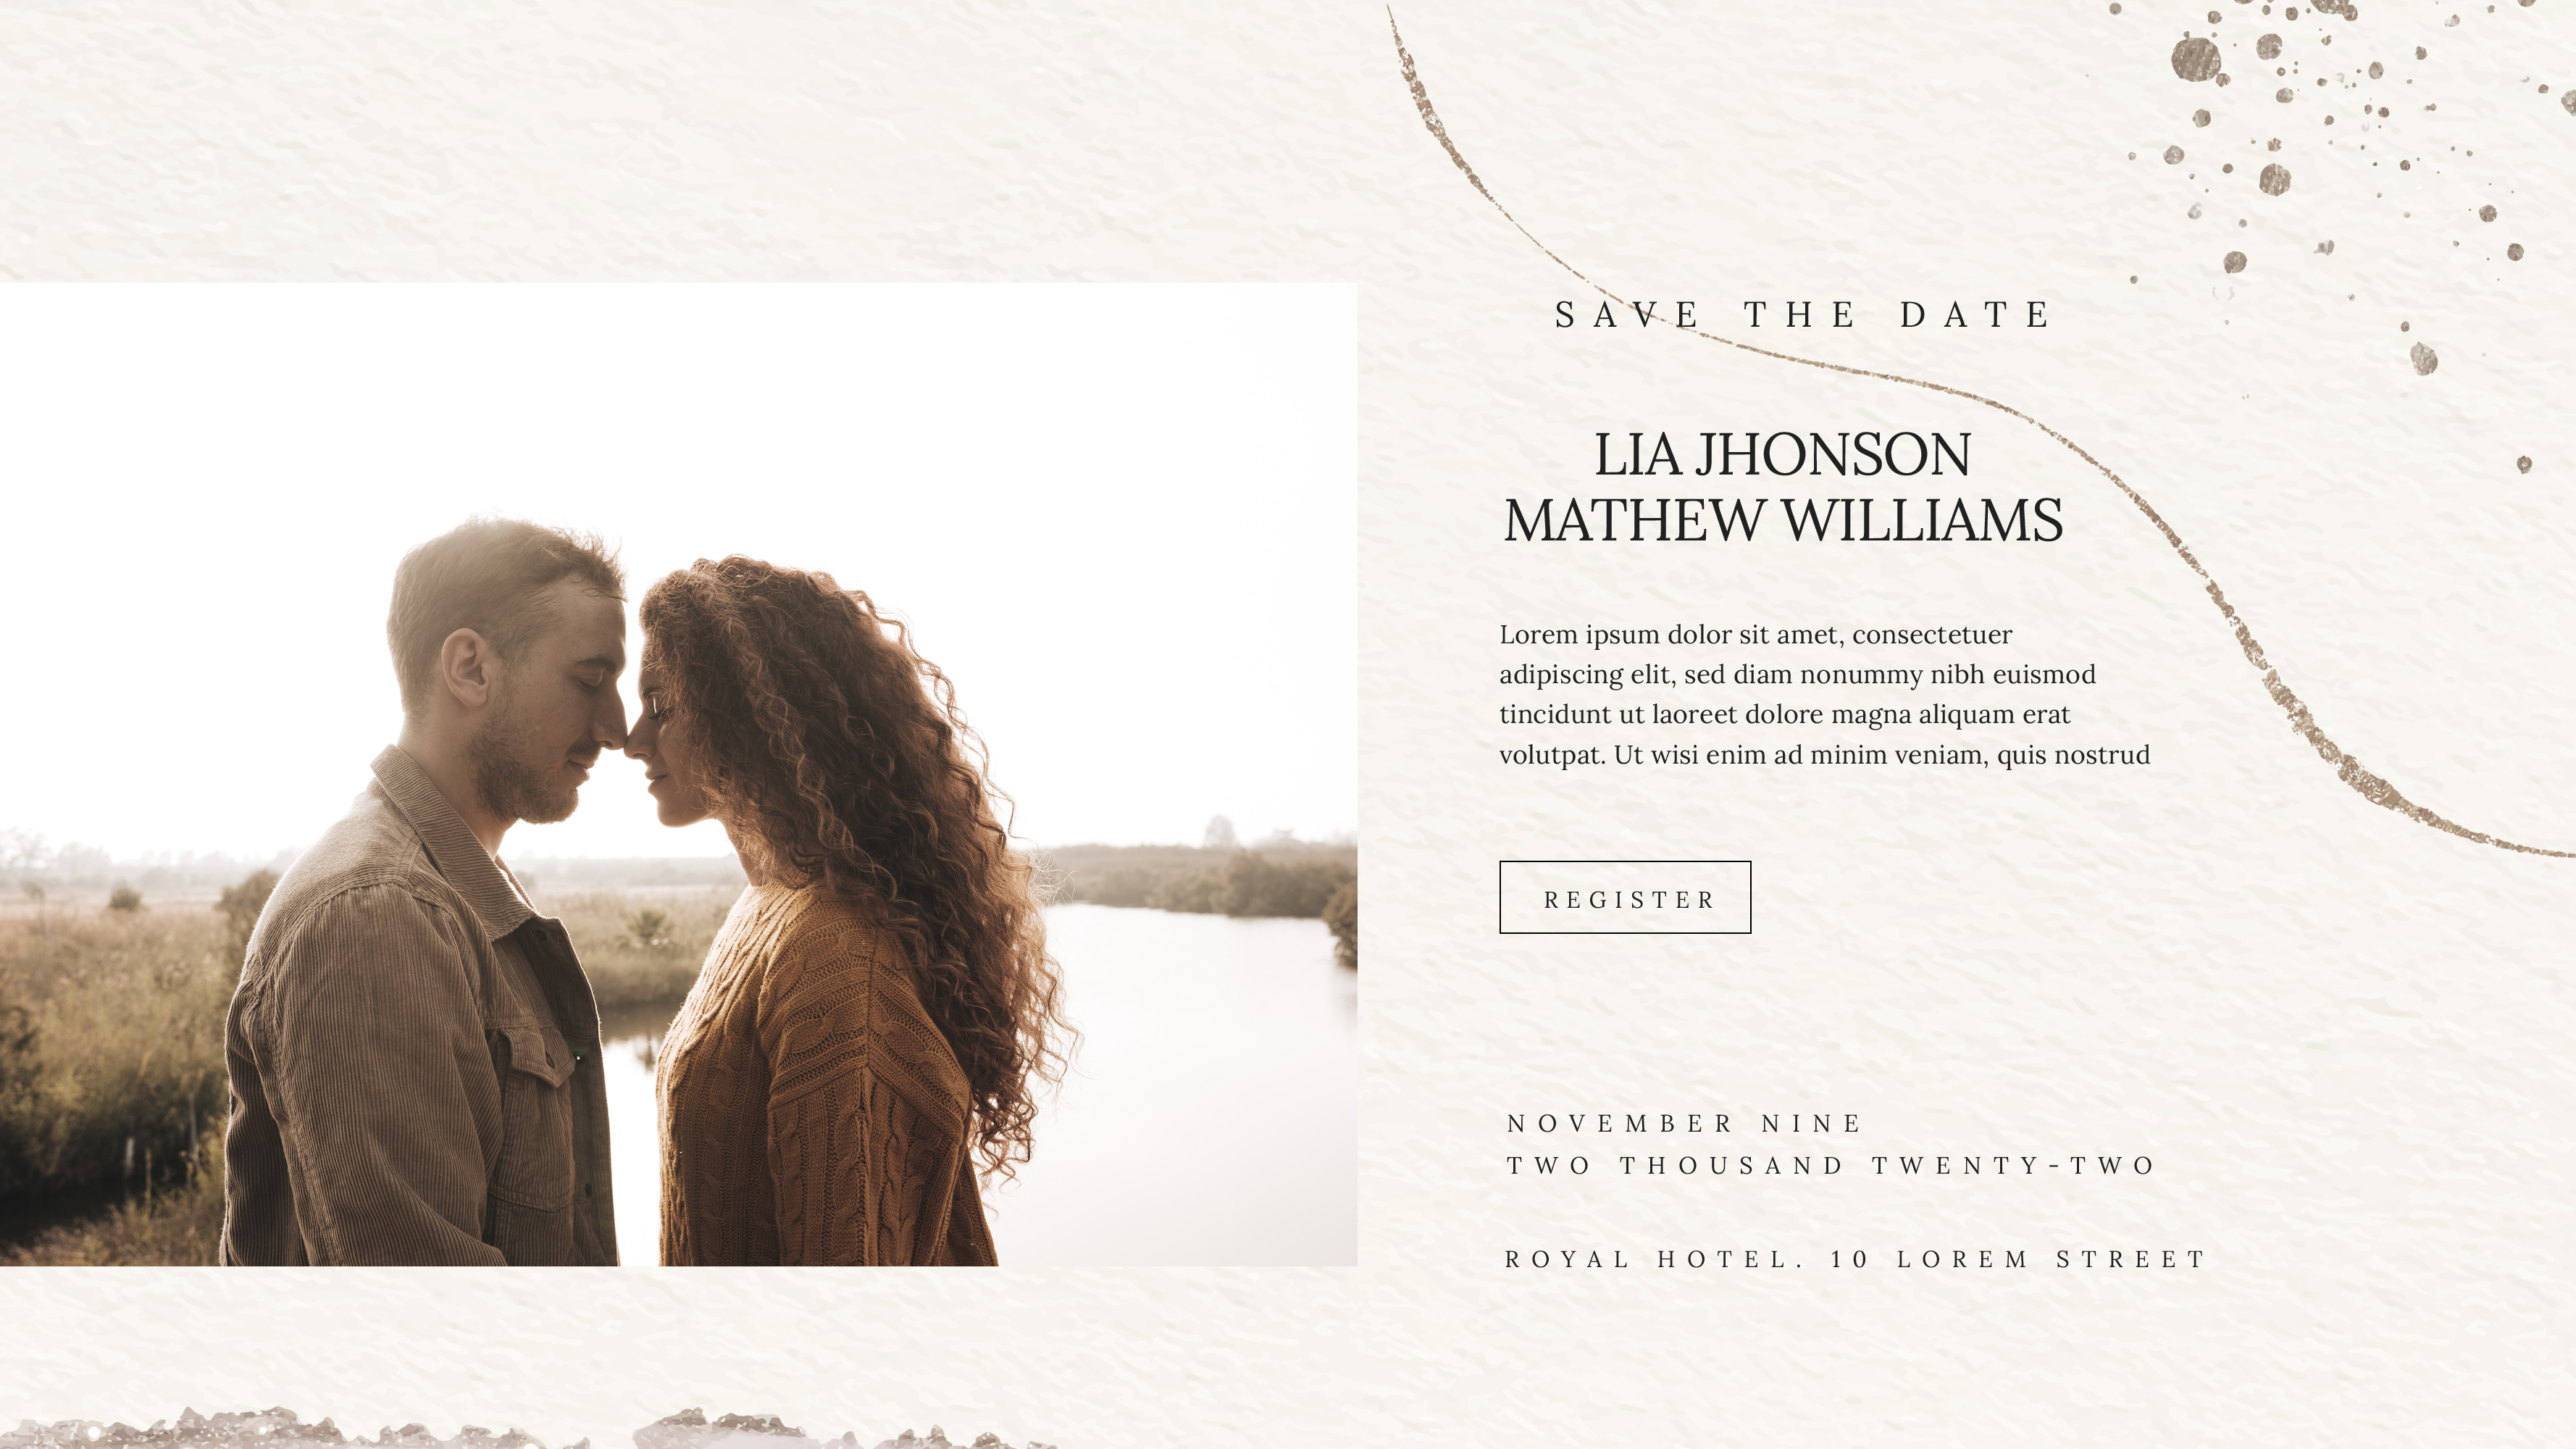 SAVE THE DATE
LIA JHONSON
MATHEW WILLIAMS
Lorem ipsum dolor sit amet, consectetuer
adipiscing elit, sed diam nonummy nibh euismod
tincidunt ut laoreet dolore magna aliquam erat
volutpat. Ut wisi enim ad minim veniam, quis nostrud
REGISTER
NOVEMBER NINE
TWO THOUSAND TWENTY-TWO
ROYAL HOTEL. 10 LOREM STREET